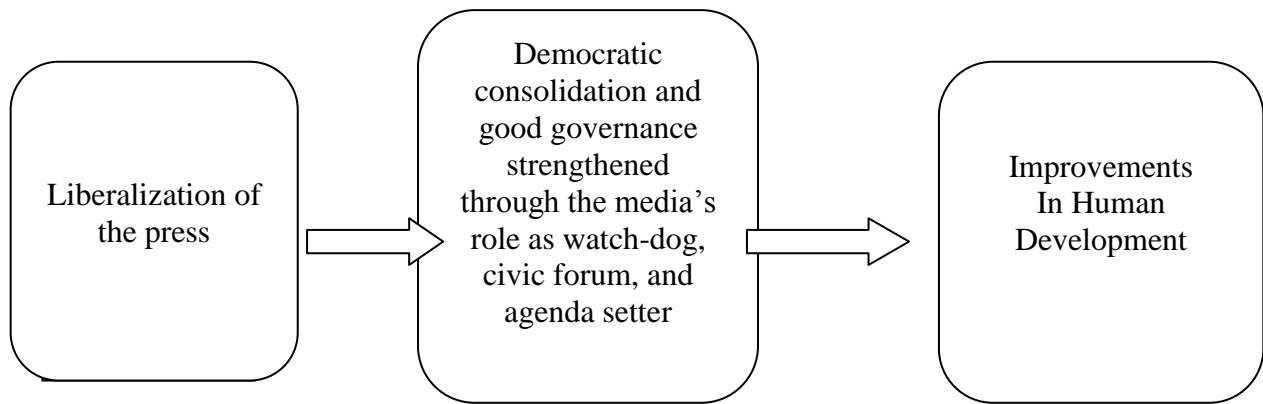 Liberalization of
the press
Democratic
consolidation and
good governance
strengthened
through the media’s
role as watch-dog,
civic forum, and
agenda setter
Improvements
In Human
Development